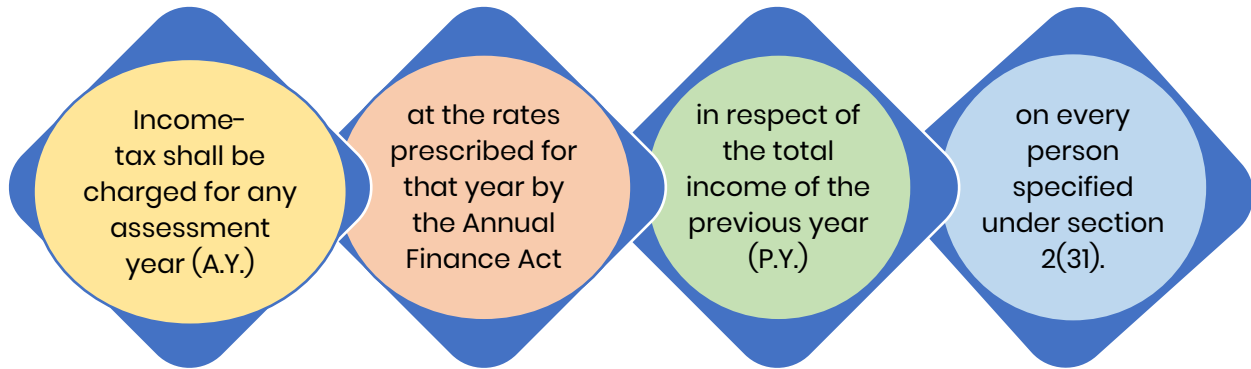 Income-
tax shall be
charged for any
assessment
year (A.Y.)
at the rates
prescribed for
that year by
the Annual
Finance Act
in respect of
the total
income of the
previous year
(P.Y.)
on every
person
specified
under section
2(31).